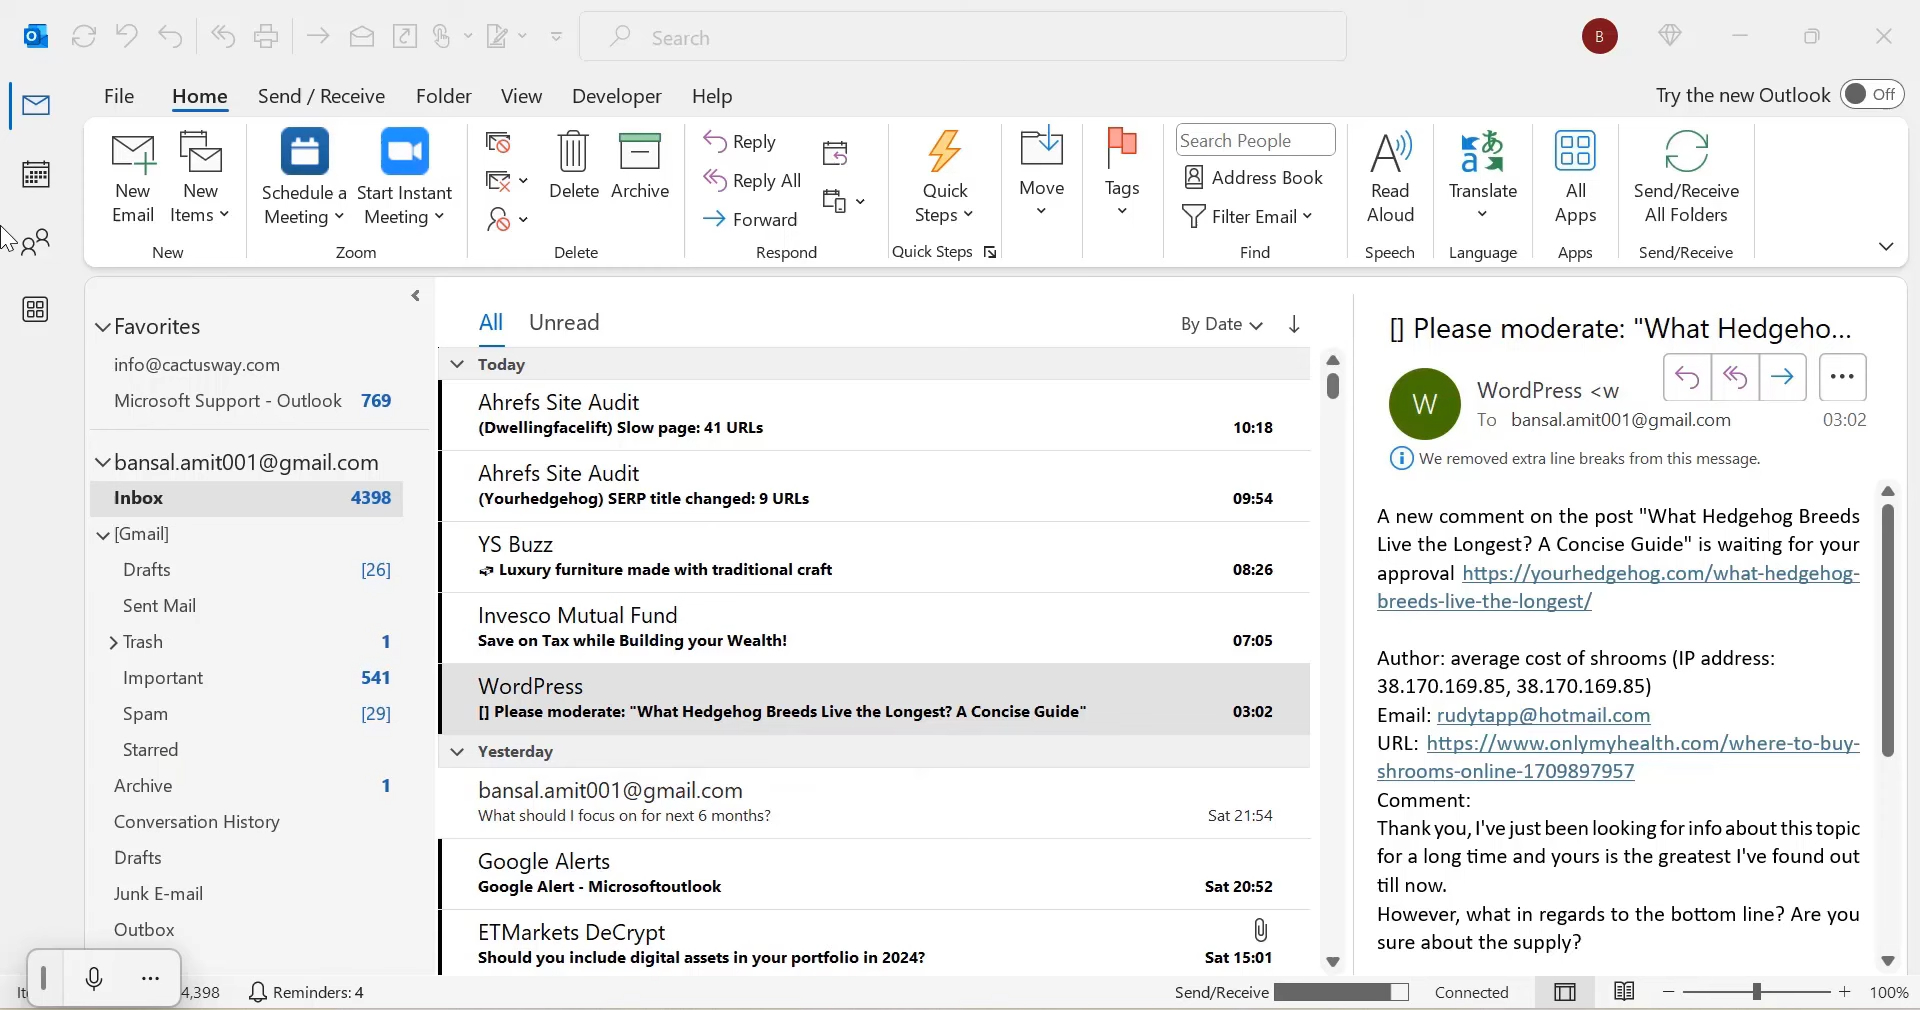 Search
B
File Home Send / Receive Folder View Developer Help
Try the new Outlook Off
New Email
New Items
New
Schedule a Meeting
Start Instant Meeting
Zoom
Delete
Archive
Delete
Reply
Reply All
Forward
Respond
Quick Steps
Quick Steps
Move
Tags
Search People
Address Book
Filter Email
Find
Read Aloud
Speech
Translate
Language
All Apps
Apps
Send/Receive All Folders
Send/Receive
Favorites
info@cactusway.com
Microsoft Support - Outlook 769
bansal.amit001@gmail.com
Inbox 4398
[Gmail]
Drafts [26]
Sent Mail
Trash 1
Important 541
Spam [29]
Starred
Archive 1
Conversation History
Drafts
Junk E-mail
Outbox
All Unread By Date
Today
Ahrefs Site Audit
(Dwellingfacelift) Slow page: 41 URLs 10:18
Ahrefs Site Audit
(Yourhedgehog) SERP title changed: 9 URLs 09:54
YS Buzz
Luxury furniture made with traditional craft 08:26
Invesco Mutual Fund
Save on Tax while Building your Wealth! 07:05
WordPress
[] Please moderate: "What Hedgehog Breeds Live the Longest? A Concise Guide" 03:02
Yesterday
bansal.amit001@gmail.com
What should I focus on for next 6 months? Sat 21:54
Google Alerts
Google Alert - Microsoftoutlook Sat 20:52
ETMarkets DeCrypt
Should you include digital assets in your portfolio in 2024? Sat 15:01
[] Please moderate: "What Hedgeho...
W
WordPress <w
To bansal.amit001@gmail.com 03:02
We removed extra line breaks from this message.
A new comment on the post "What Hedgehog Breeds
Live the Longest? A Concise Guide" is waiting for your
approval https://yourhedgehog.com/what-hedgehog-
breeds-live-the-longest/
Author: average cost of shrooms (IP address:
38.170.169.85, 38.170.169.85)
Email: rudytapp@hotmail.com
URL: https://www.onlymyhealth.com/where-to-buy-
shrooms-online-1709897957
Comment:
Thank you, I've just been looking for info about this topic
for a long time and yours is the greatest I've found out
till now.
However, what in regards to the bottom line? Are you
sure about the supply?
4,398 Reminders: 4 Send/Receive Connected 100%